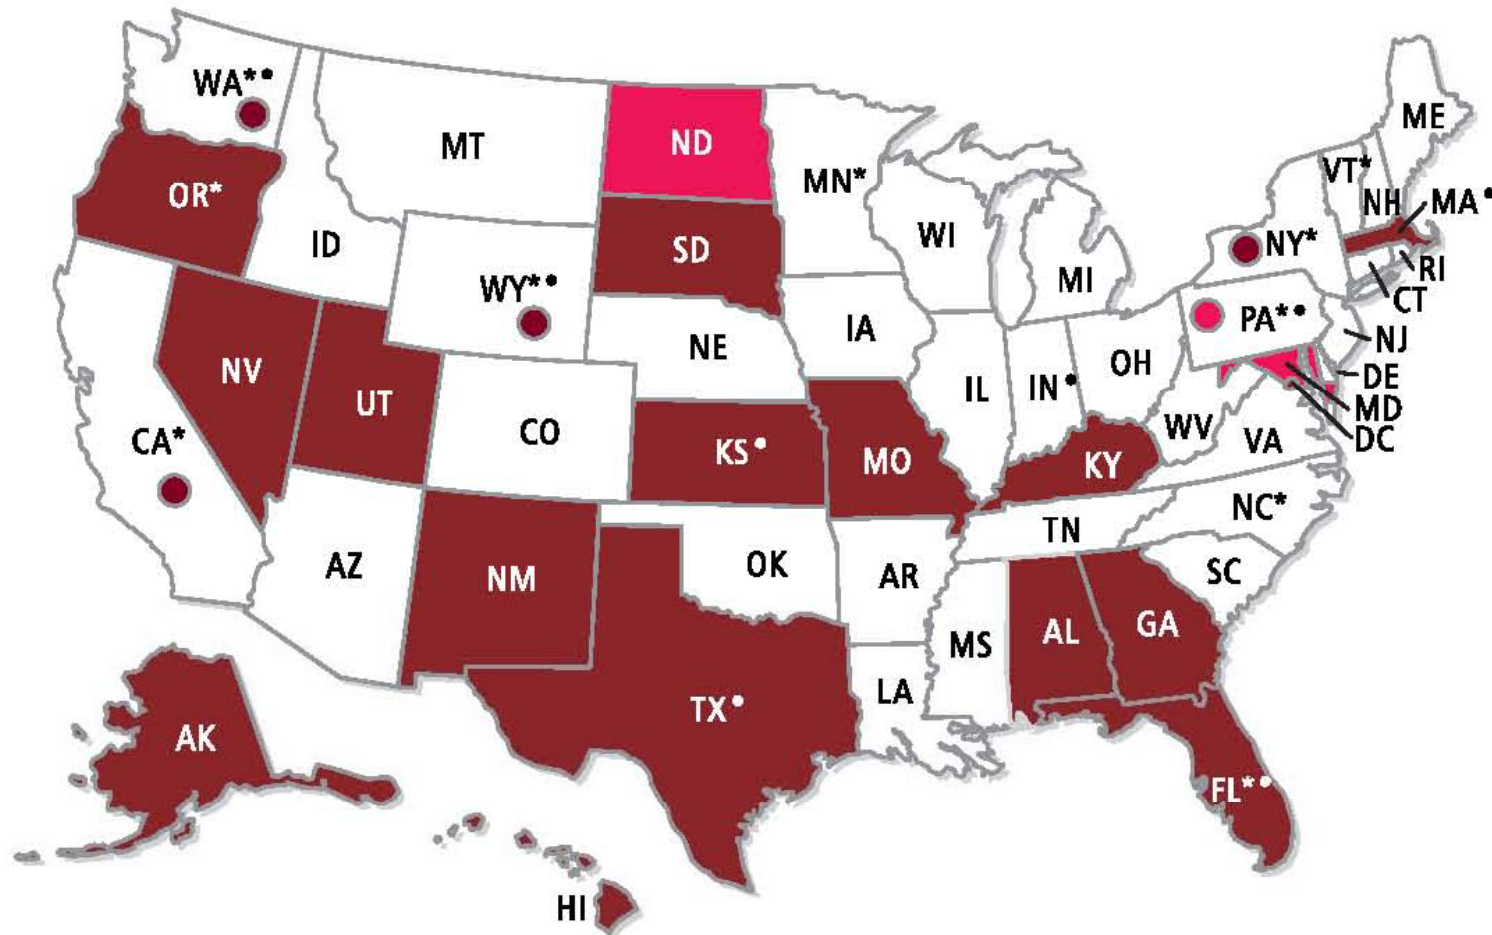 WA*•
MT
ND
MN*
ME
VT*
NH
MA•
OR*
ID
SD
WI
MI
NY*
RI
CT
WY*•
IA
NE
PA*•
NJ
NV
UT
CO
IL
IN•
OH
DE
MD
DC
CA*
KS•
MO
KY
WV
VA
AZ
NM
OK
AR
TN
NC*
SC
MS
AL
GA
AK
TX•
LA
FL*•
HI